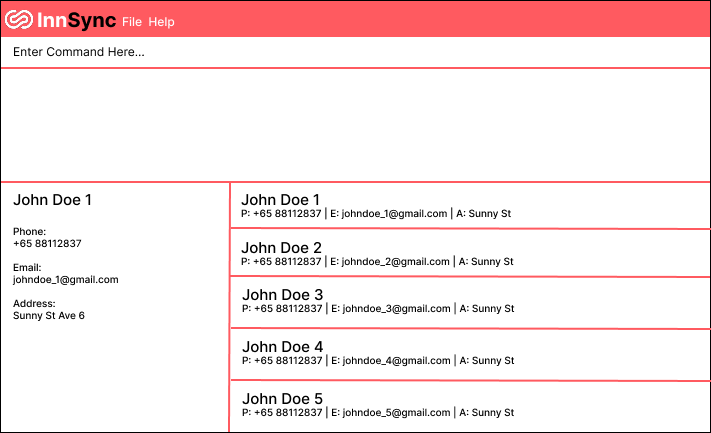 InnSync File Help
Enter Command Here...
John Doe 1
Phone:
+65 88112837
Email:
johndoe_1@gmail.com
Address:
Sunny St Ave 6
John Doe 1
P: +65 88112837 | E: johndoe_1@gmail.com | A: Sunny St
John Doe 2
P: +65 88112837 | E: johndoe_2@gmail.com | A: Sunny St
John Doe 3
P: +65 88112837 | E: johndoe_3@gmail.com | A: Sunny St
John Doe 4
P: +65 88112837 | E: johndoe_4@gmail.com | A: Sunny St
John Doe 5
P: +65 88112837 | E: johndoe_5@gmail.com | A: Sunny St